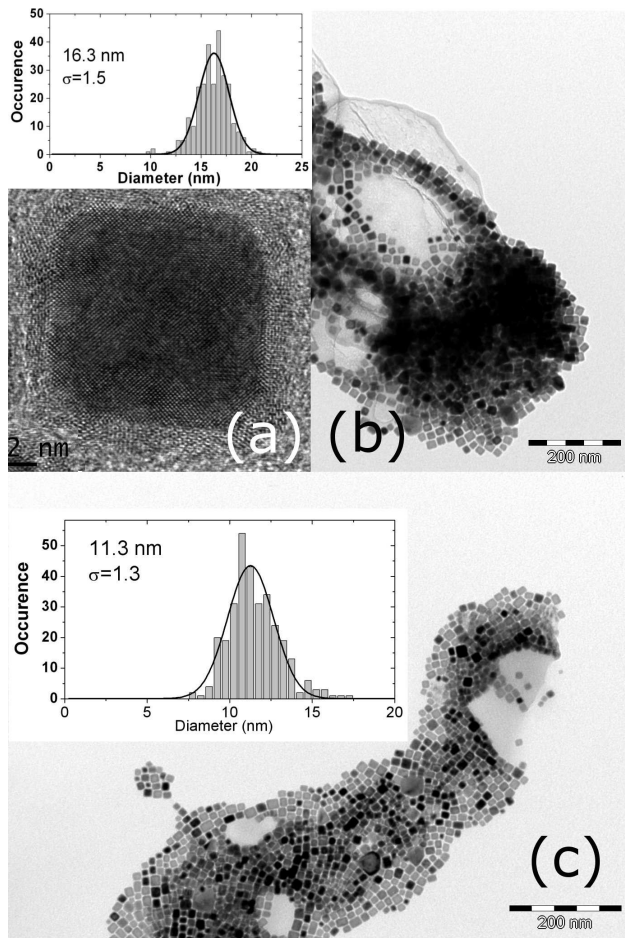 50
40
30
20
10
0
Occurence
16.3 nm
σ=1.5
0 5 10 15 20 25
Diameter (nm)
2 nm
(a)
(b)
200 nm
50
40
30
20
10
0
Occurence
11.3 nm
σ=1.3
0 5 10 15 20
Diameter (nm)
(c)
200 nm